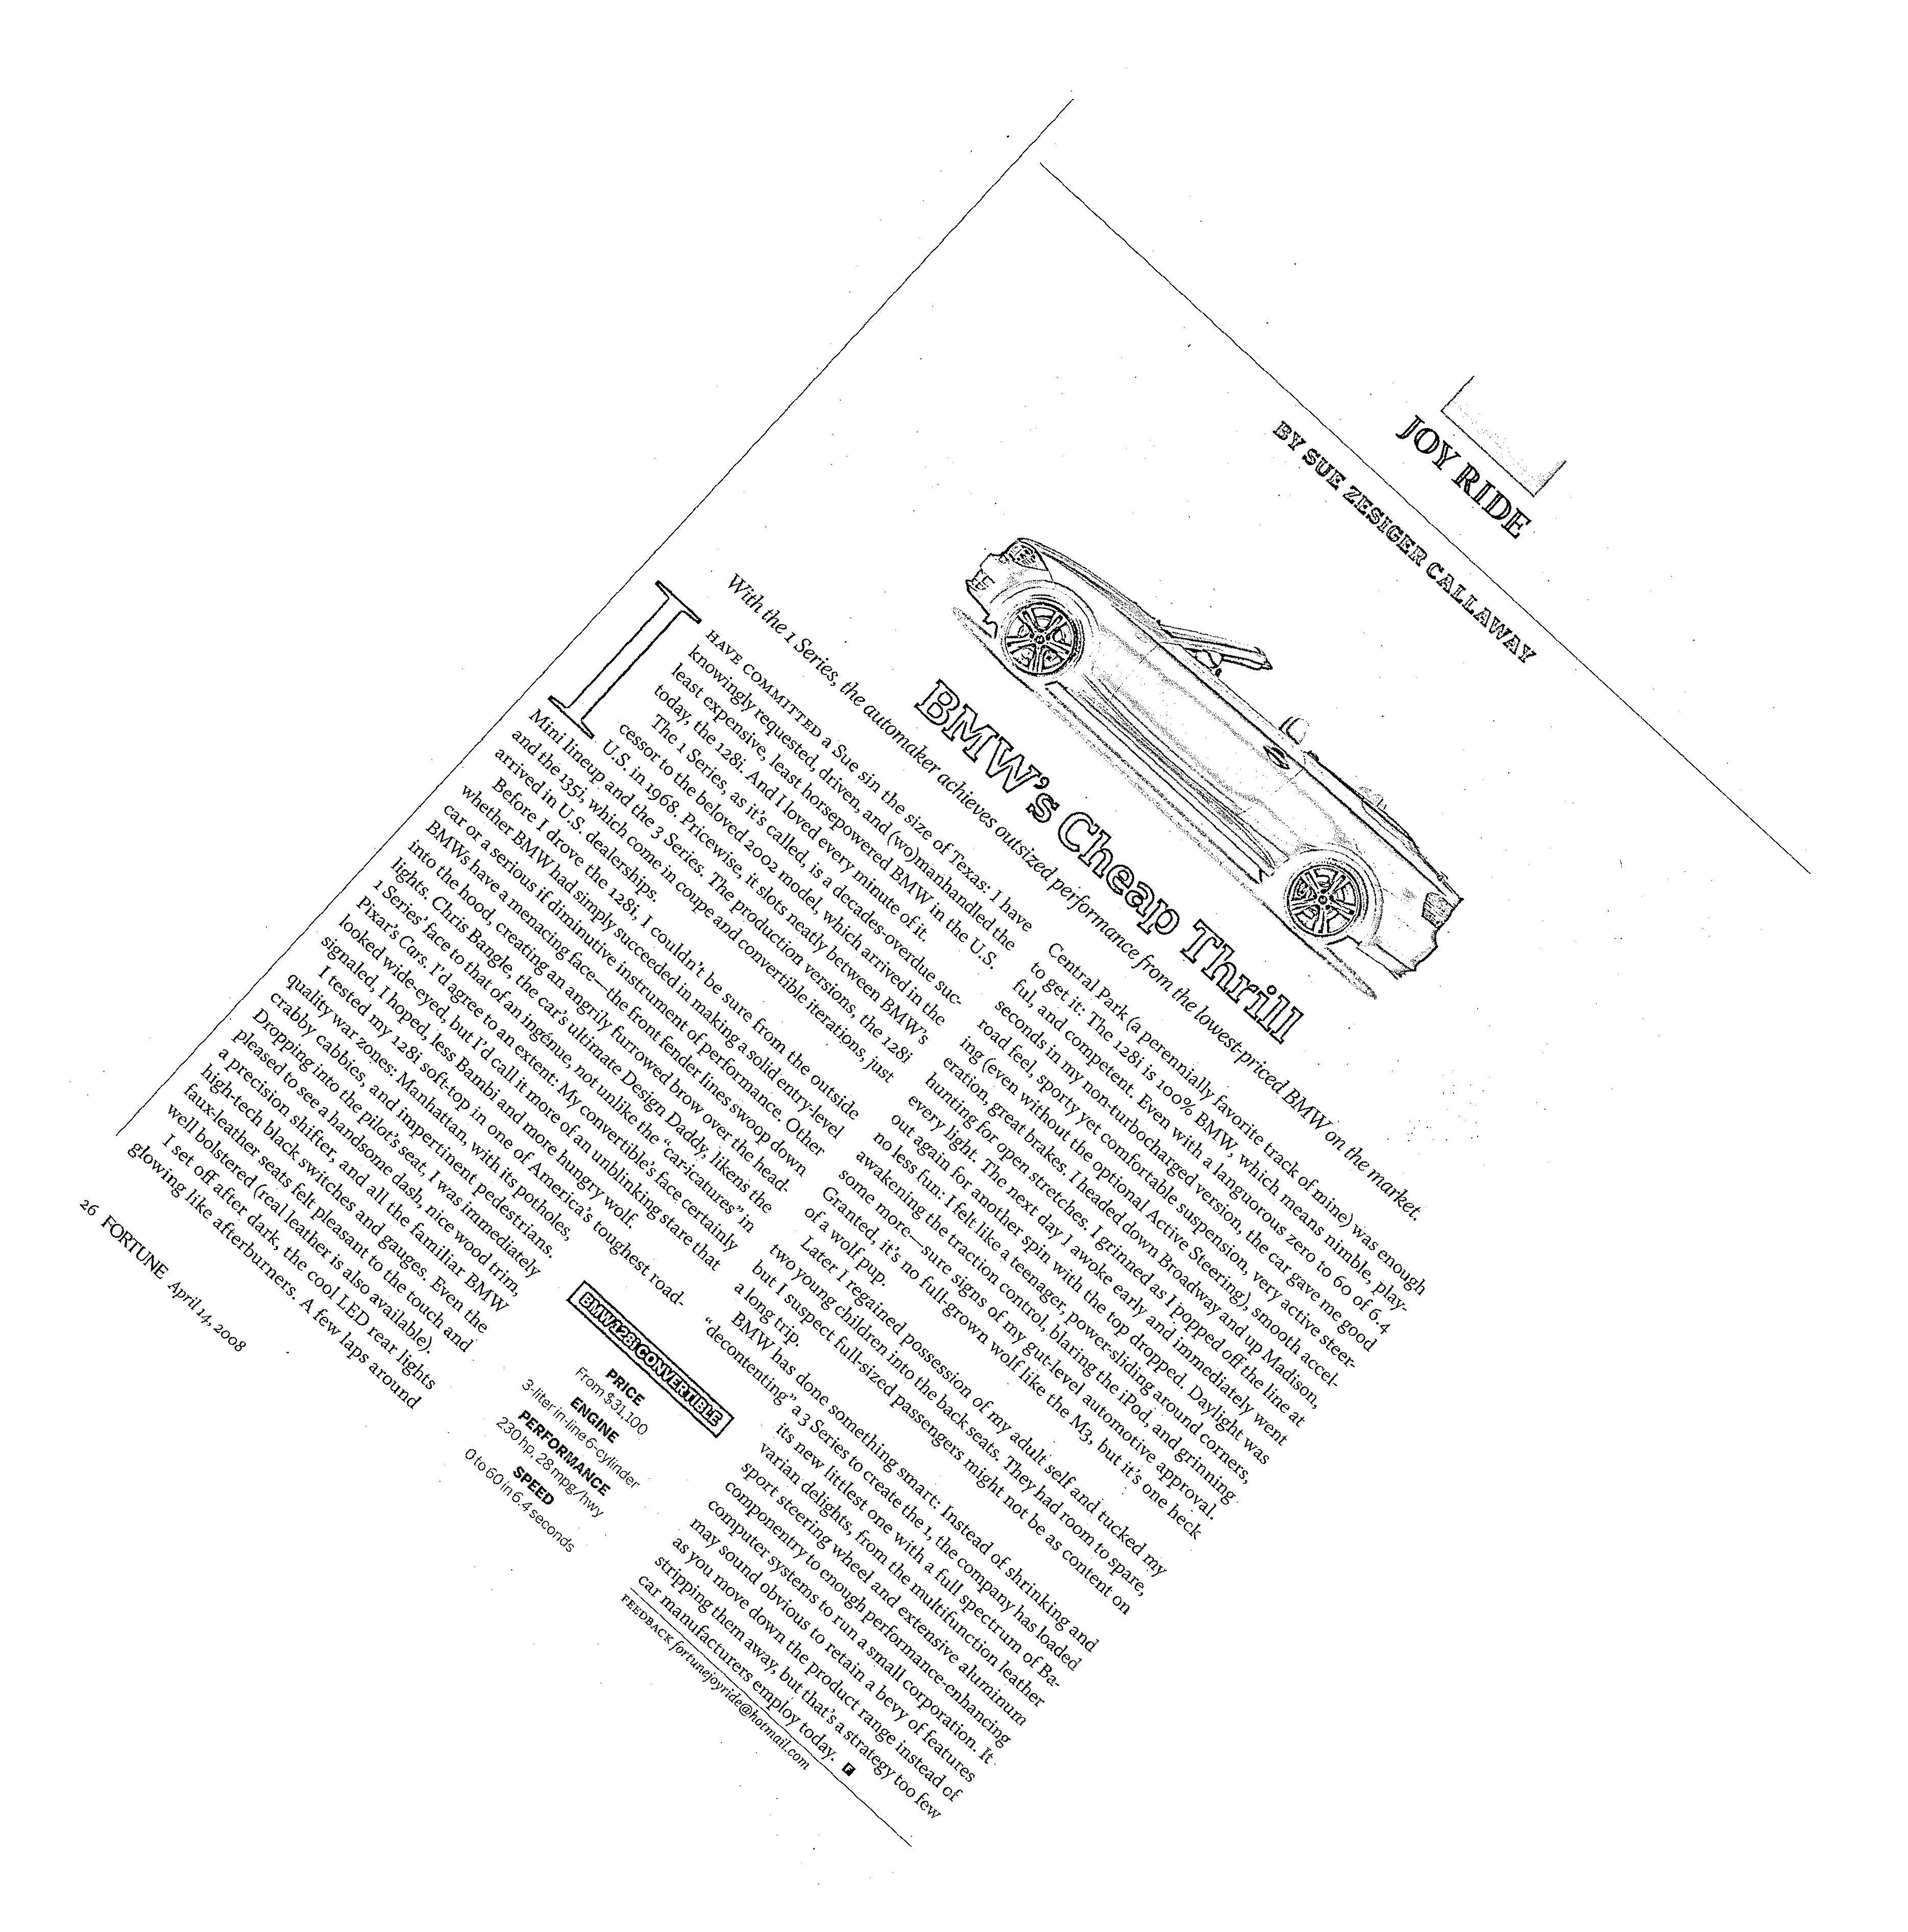 JOY RIDE
BY SUE ZESIGER CALLAWAY
BMW's Cheap Thrill
With the 1 Series, the automaker achieves outsized performance from the lowest-priced BMW on the market.
I HAVE COMMITTED a Sue sin the size of Texas: I have
knowingly requested, driven, and (wo)manhandled the
least expensive, least horsepowered BMW in the U.S.
today, the 128i. And I loved every minute of it.
The 1 Series, as it's called, is a decades-overdue suc-
cessor to the beloved 2002 model, which arrived in the
U.S. in 1968. Pricewise, it slots neatly between BMW's
Mini lineup and the 3 Series. The production versions, the 128i
and the 135i, which come in coupe and convertible iterations, just
arrived in U.S. dealerships.
Before I drove the 128i, I couldn't be sure from the outside
whether BMW had simply succeeded in making a solid entry-level
car or a serious if diminutive instrument of performance. Other
BMWs have a menacing face—the front fender lines swoop down
into the hood, creating an angrily furrowed brow over the head-
lights. Chris Bangle, the car's ultimate Design Daddy, likens the
1 Series' face to that of an ingénue, not unlike the "car-icatures" in
Pixar's Cars. I'd agree to an extent: My convertible's face certainly
looked wide-eyed, but I'd call it more of an unblinking stare that
signaled, I hoped, less Bambi and more hungry wolf.
I tested my 128i soft-top in one of America's toughest road-
quality war zones: Manhattan, with its potholes,
crabby cabbies, and impertinent pedestrians.
Dropping into the pilot's seat, I was immediately
pleased to see a handsome dash, nice wood trim,
a precision shifter, and all the familiar BMW
high-tech black switches and gauges. Even the
faux-leather seats felt pleasant to the touch and
well bolstered (real leather is also available).
I set off after dark, the cool LED rear lights
glowing like afterburners. A few laps around
Central Park (a perennially favorite track of mine) was enough
to get it: The 128i is 100% BMW, which means nimble, play-
ful, and competent. Even with a languorous zero to 60 of 6.4
seconds in my non-turbocharged version, the car gave me good
road feel, sporty yet comfortable suspension, very active steer-
ing (even without the optional Active Steering), smooth accel-
eration, great brakes. I headed down Broadway and up Madison,
hunting for open stretches. I grinned as I popped off the line at
every light. The next day I awoke early and immediately went
out again for another spin with the top dropped. Daylight was
no less fun: I felt like a teenager, power-sliding around corners,
awakening the traction control, blaring the iPod, and grinning
some more—sure signs of my gut-level automotive approval.
Granted, it's no full-grown wolf like the M3, but it's one heck
of a wolf pup.
Later I regained possession of my adult self and tucked my
two young children into the back seats. They had room to spare,
but I suspect full-sized passengers might not be as content on
a long trip.
BMW has done something smart: Instead of shrinking and
"decontenting" a 3 Series to create the 1, the company has loaded
its new littlest one with a full spectrum of Ba-
varian delights, from the multifunction leather
sport steering wheel and extensive aluminum
componentry to enough performance-enhancing
computer systems to run a small corporation. It
may sound obvious to retain a bevy of features
as you move down the product range instead of
stripping them away, but that's a strategy too few
car manufacturers employ today. F
FEEDBACK fortunejoyride@hotmail.com
BMW 128i CONVERTIBLE
PRICE
From $31,100
ENGINE
3-liter in-line 6-cylinder
PERFORMANCE
230 hp, 28 mpg/hwy
SPEED
0 to 60 in 6.4 seconds
26 FORTUNE April 14, 2008